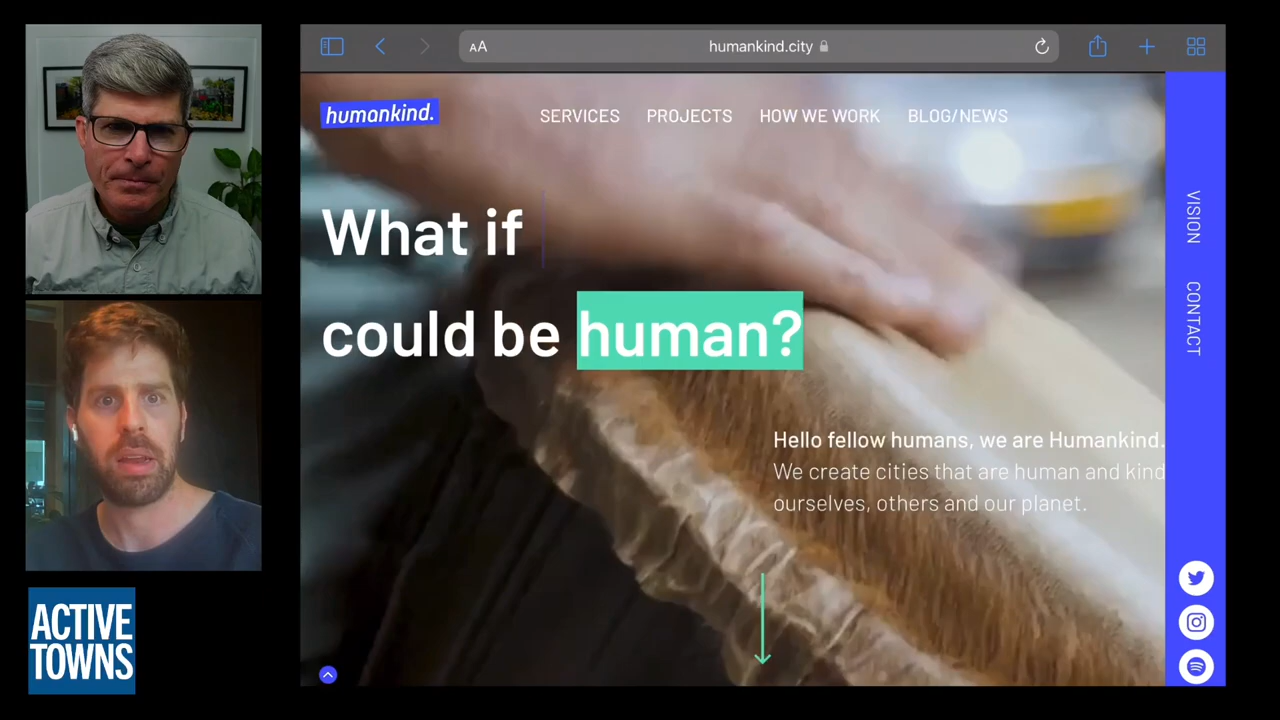 AA
humankind.city
humankind.
SERVICES
PROJECTS
HOW WE WORK
BLOG/NEWS
What if
could be human?
Hello fellow humans, we are Humankind.
We create cities that are human and kind
ourselves, others and our planet.
VISION
CONTACT
ACTIVE
TOWNS